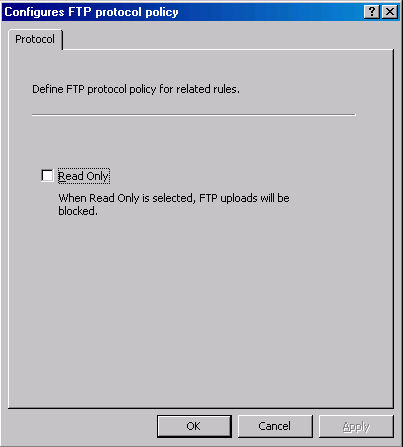 Configures FTP protocol policy
Protocol
Define FTP protocol policy for related rules.
Read Only
When Read Only is selected, FTP uploads will be
blocked.
OK Cancel Apply